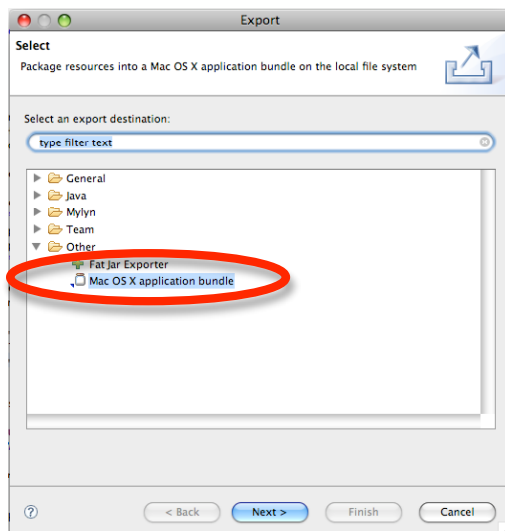 Export
Select
Package resources into a Mac OS X application bundle on the local file system
Select an export destination:
type filter text
General
Java
Mylyn
Team
Other
Fat Jar Exporter
Mac OS X application bundle
?
< Back Next > Finish Cancel